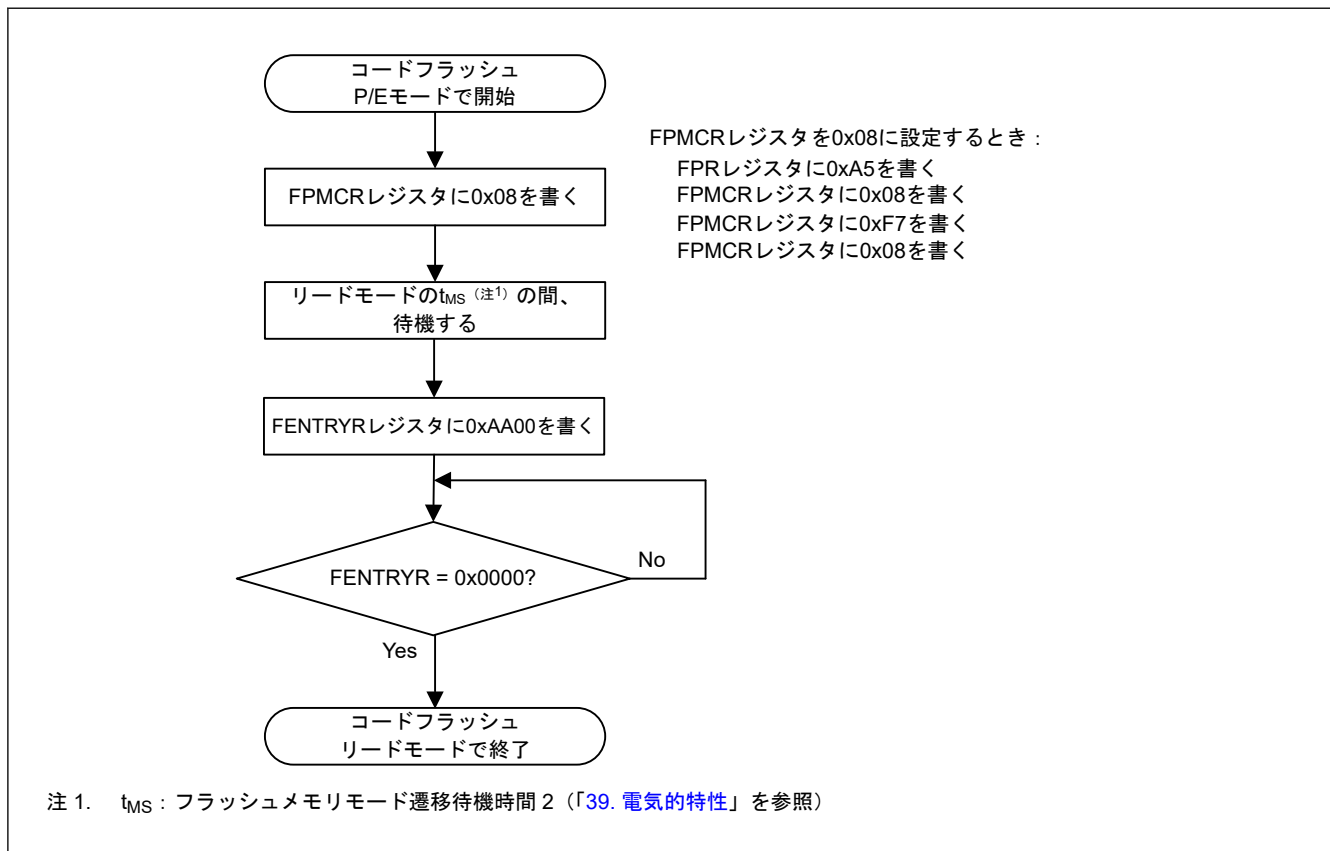 コードフラッシュ
P/Eモードで開始
FPMCRレジスタを0x08に設定するとき：
FPRレジスタに0xA5を書く
FPMCRレジスタに0x08を書く
FPMCRレジスタに0xF7を書く
FPMCRレジスタに0x08を書く
FPMCRレジスタに0x08を書く
リードモードのtMS（注1）の間、
待機する
FENTRYRレジスタに0xAA00を書く
FENTRYR = 0x0000?
No
Yes
コードフラッシュ
リードモードで終了
注 1. tMS：フラッシュメモリモード遷移待機時間 2（「39. 電気的特性」を参照）